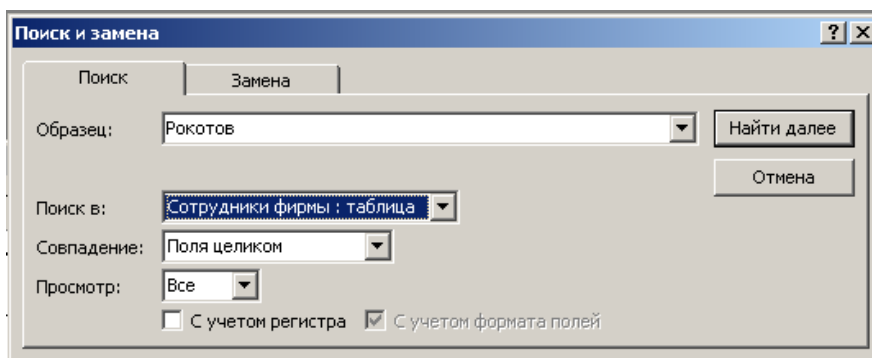 Поиск и замена
Поиск Замена
Образец: Рокотов Найти далее
Отмена
Поиск в: Сотрудники фирмы : таблица
Совпадение: Поля целиком
Просмотр: Все
С учетом регистра С учетом формата полей